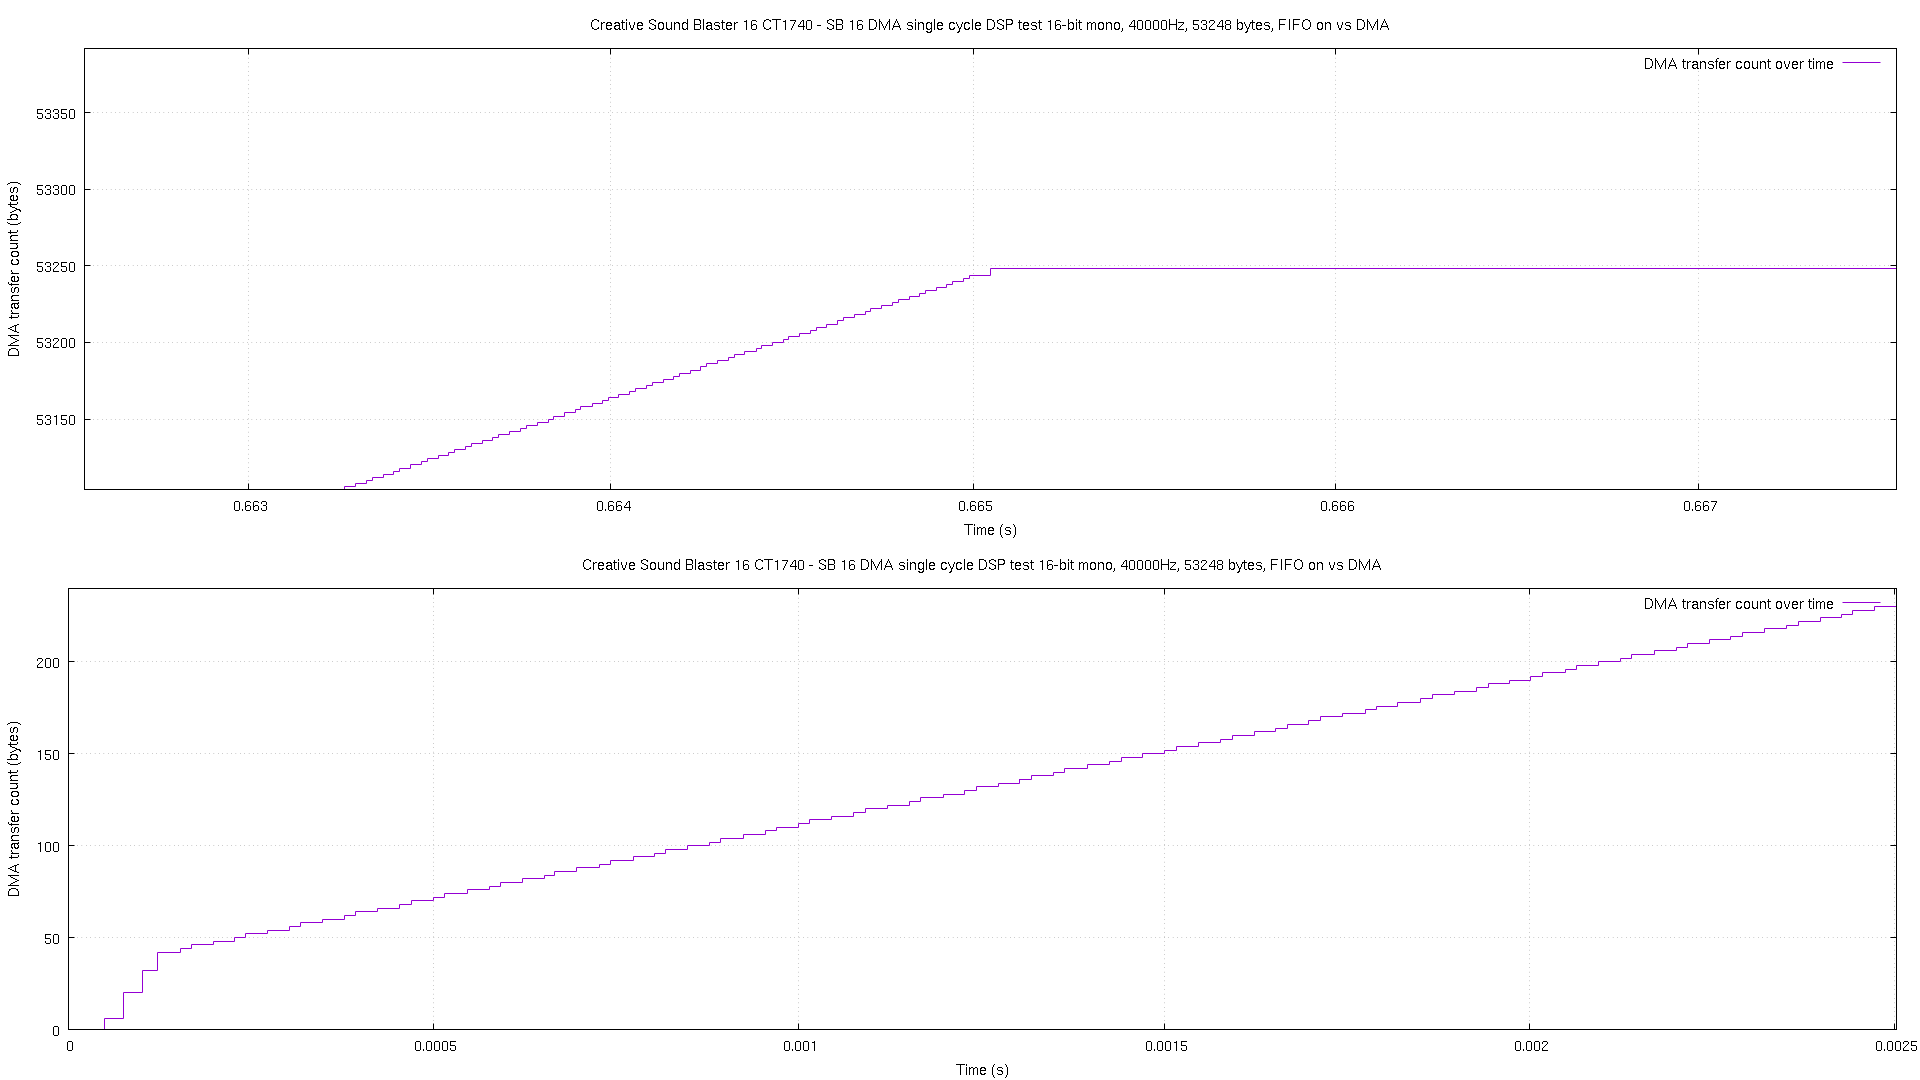 Creative Sound Blaster 16 CT1740 - SB 16 DMA single cycle DSP test 16-bit mono, 40000Hz, 53248 bytes, FIFO on vs DMA
DMA transfer count over time
DMA transfer count (bytes)
53350
53300
53250
53200
53150
0.663 0.664 0.665 0.666 0.667
Time (s)
Creative Sound Blaster 16 CT1740 - SB 16 DMA single cycle DSP test 16-bit mono, 40000Hz, 53248 bytes, FIFO on vs DMA
DMA transfer count over time
DMA transfer count (bytes)
200
150
100
50
0
0 0.0005 0.001 0.0015 0.002 0.0025
Time (s)